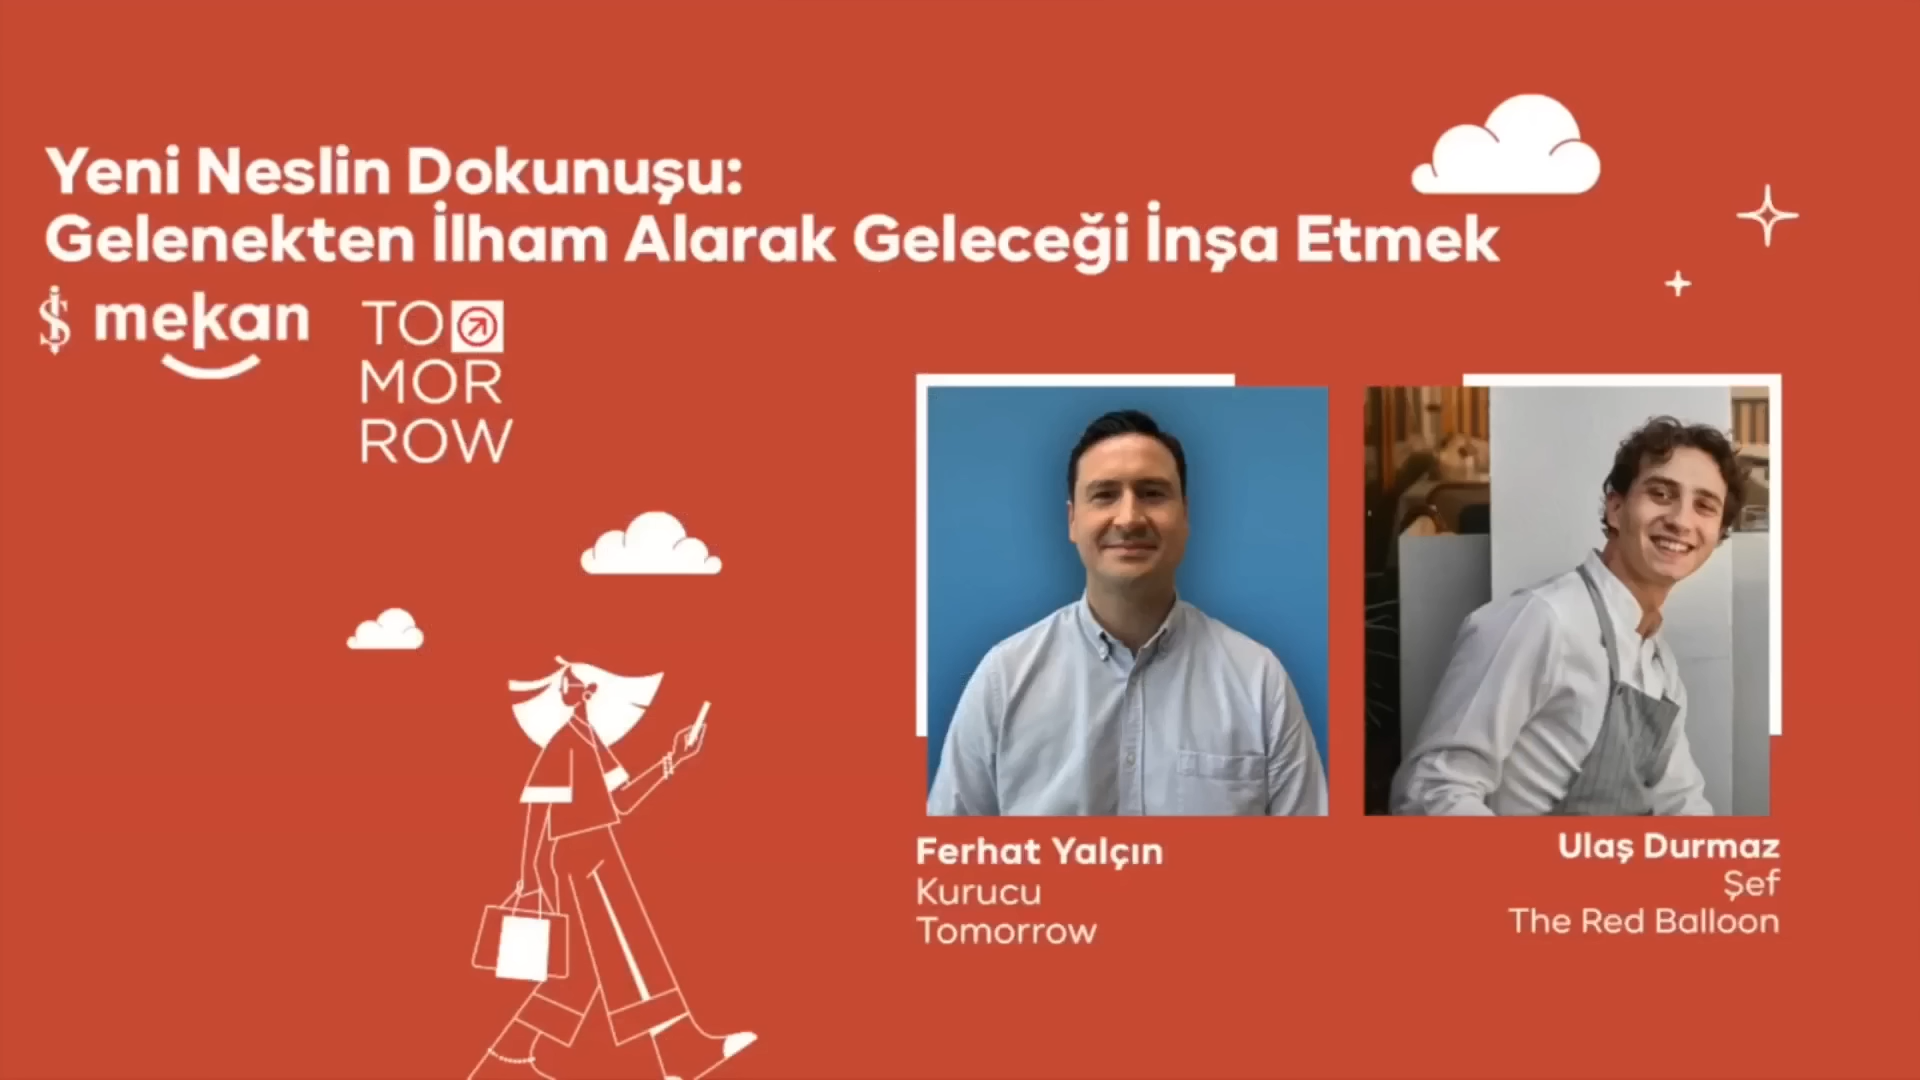 Yeni Neslin Dokunuşu:
Gelenekten İlham Alarak Geleceği İnşa Etmek
mekan
TO
MOR
ROW
Ferhat Yalçın
Kurucu
Tomorrow
Ulaş Durmaz
Şef
The Red Balloon